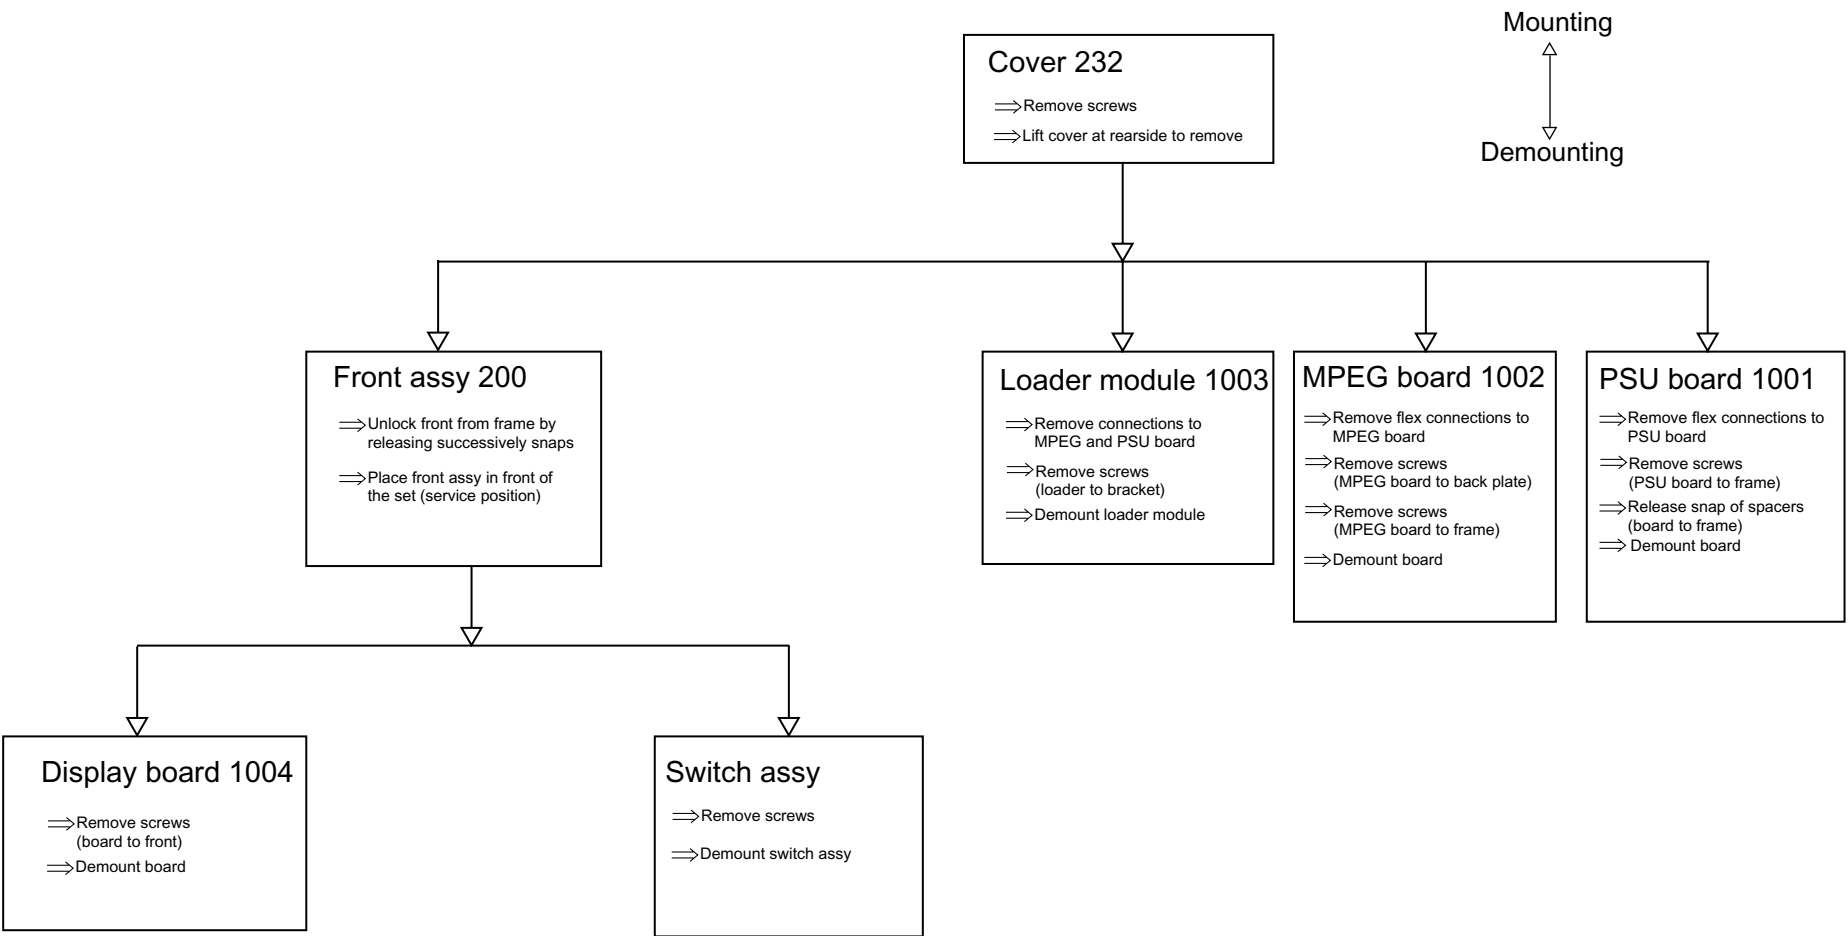 Mounting
Demounting
Cover 232
Remove screws
Lift cover at rearside to remove
Front assy 200
Unlock front from frame by
releasing successively snaps
Place front assy in front of
the set (service position)
Loader module 1003
Remove connections to
MPEG and PSU board
Remove screws
(loader to bracket)
Demount loader module
MPEG board 1002
Remove flex connections to
MPEG board
Remove screws
(MPEG board to back plate)
Remove screws
(MPEG board to frame)
Demount board
PSU board 1001
Remove flex connections to
PSU board
Remove screws
(PSU board to frame)
Release snap of spacers
(board to frame)
Demount board
Display board 1004
Remove screws
(board to front)
Demount board
Switch assy
Remove screws
Demount switch assy